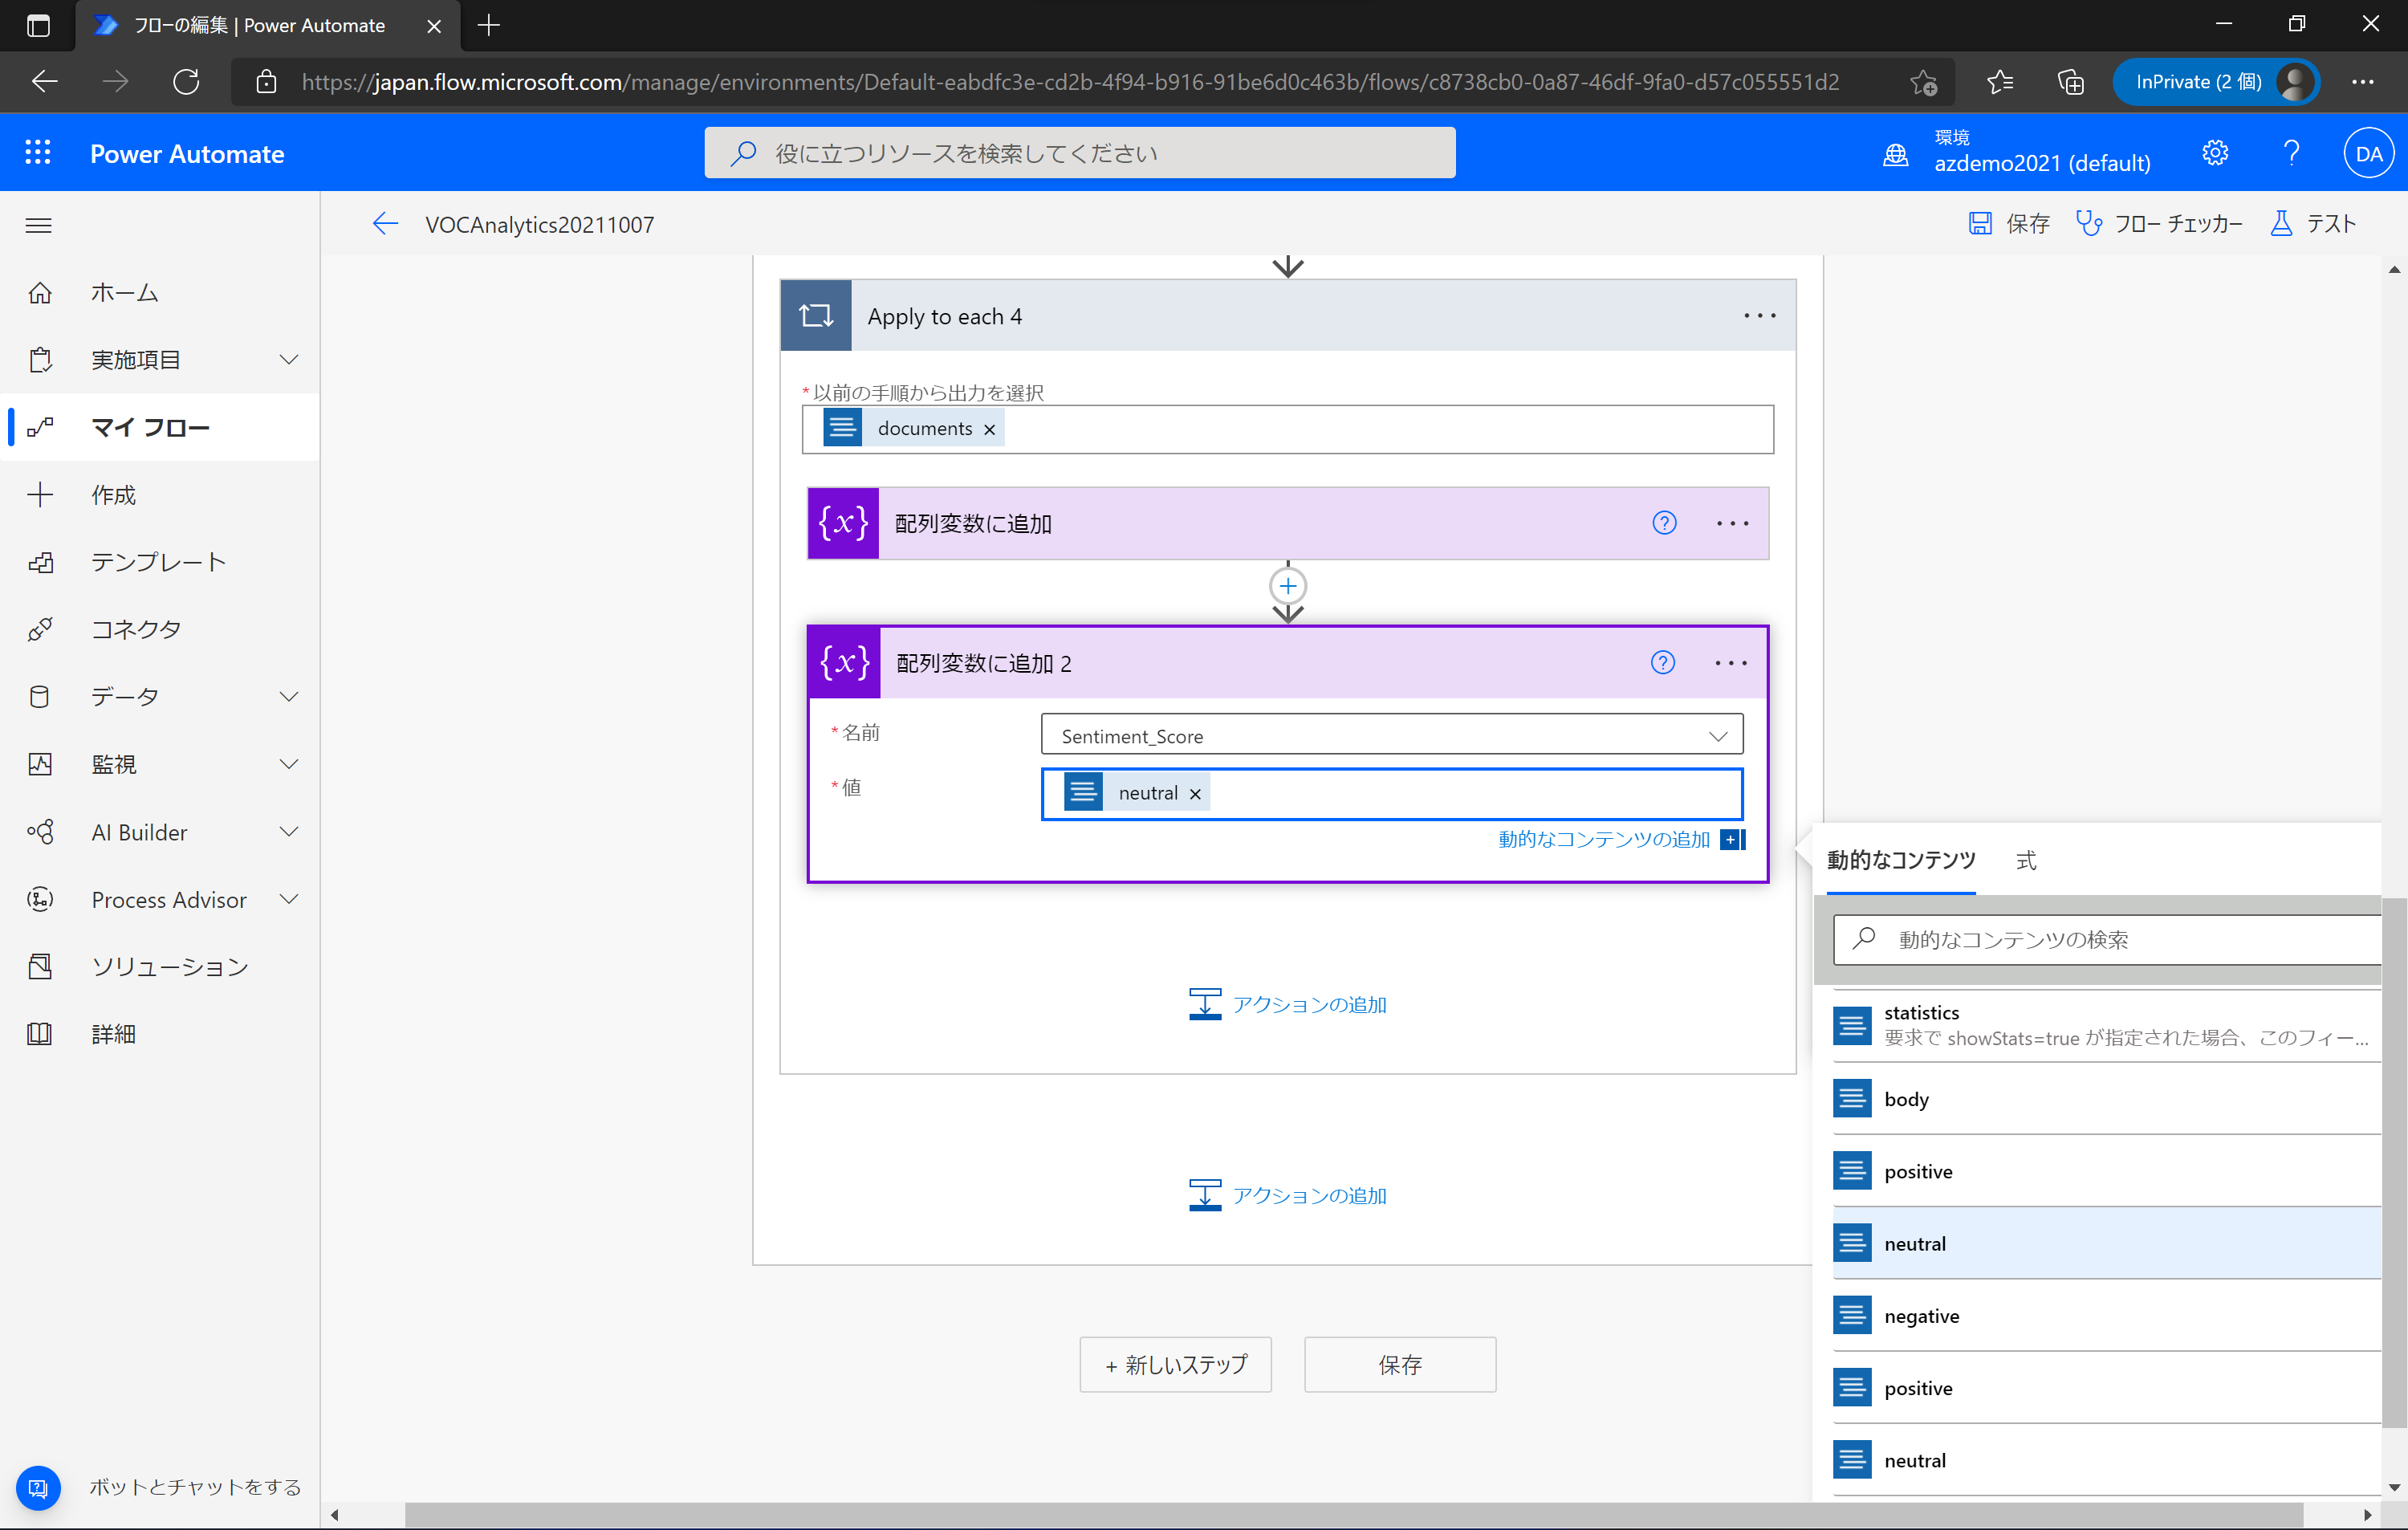 フローの編集 | Power Automate
https://japan.flow.microsoft.com/manage/environments/Default-eabdfc3e-cd2b-4f94-b916-91be6d0c463b/flows/c8738cb0-0a87-46df-9fa0-d57c055551d2
InPrivate (2 個)
Power Automate
役に立つリソースを検索してください
環境
azdemo2021 (default)
DA
VOCAnalytics20211007
保存
フロー チェッカー
テスト
ホーム
実施項目
マイ フロー
作成
テンプレート
コネクタ
データ
監視
AI Builder
Process Advisor
ソリューション
詳細
ボットとチャットをする
Apply to each 4
*以前の手順から出力を選択
documents
{x} 配列変数に追加
{x} 配列変数に追加 2
*名前
Sentiment_Score
*値
neutral
動的なコンテンツの追加
アクションの追加
アクションの追加
+ 新しいステップ
保存
動的なコンテンツ
式
動的なコンテンツの検索
statistics
要求で showStats=true が指定された場合、このフィー...
body
positive
neutral
negative
positive
neutral